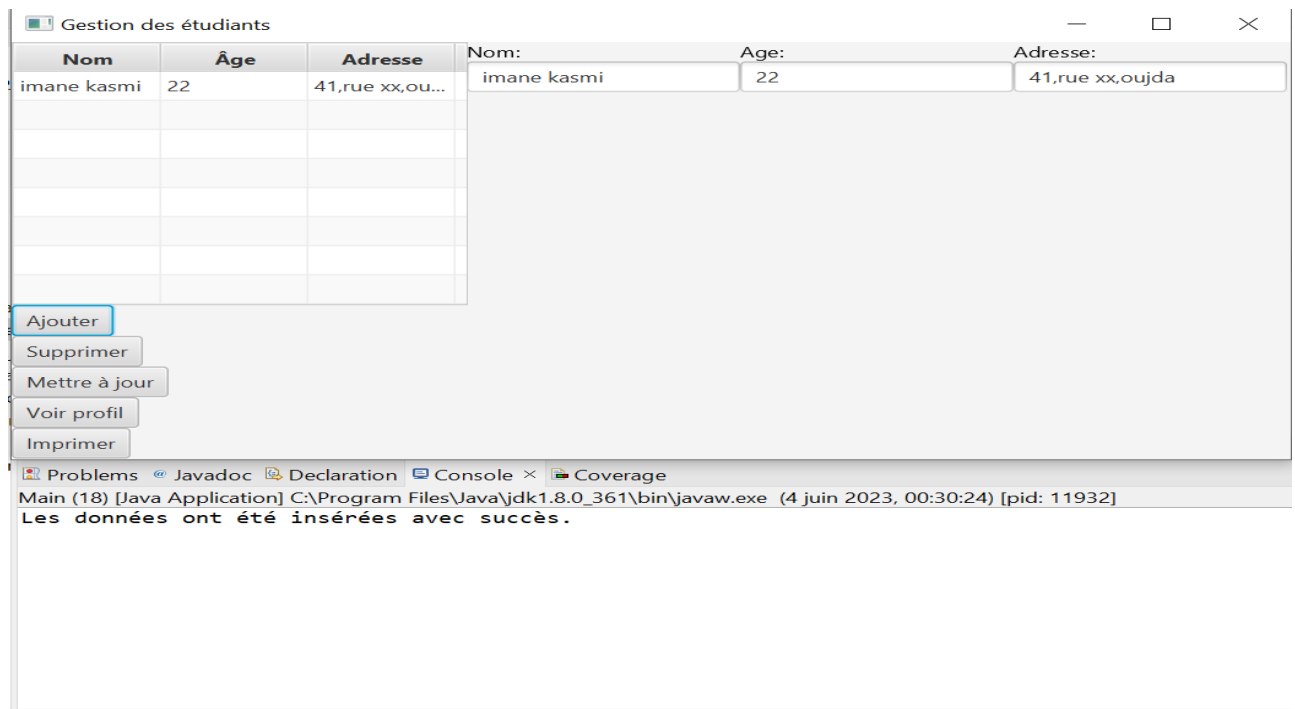 Gestion des étudiants
Nom Âge Adresse
imane kasmi 22 41,rue xx,ou...
Nom: Age: Adresse:
imane kasmi 22 41,rue xx,oujda
Ajouter
Supprimer
Mettre à jour
Voir profil
Imprimer
Problems @ Javadoc Declaration Console × Coverage
Main (18) [Java Application] C:\Program Files\Java\jdk1.8.0_361\bin\javaw.exe (4 juin 2023, 00:30:24) [pid: 11932]
Les données ont été insérées avec succès.